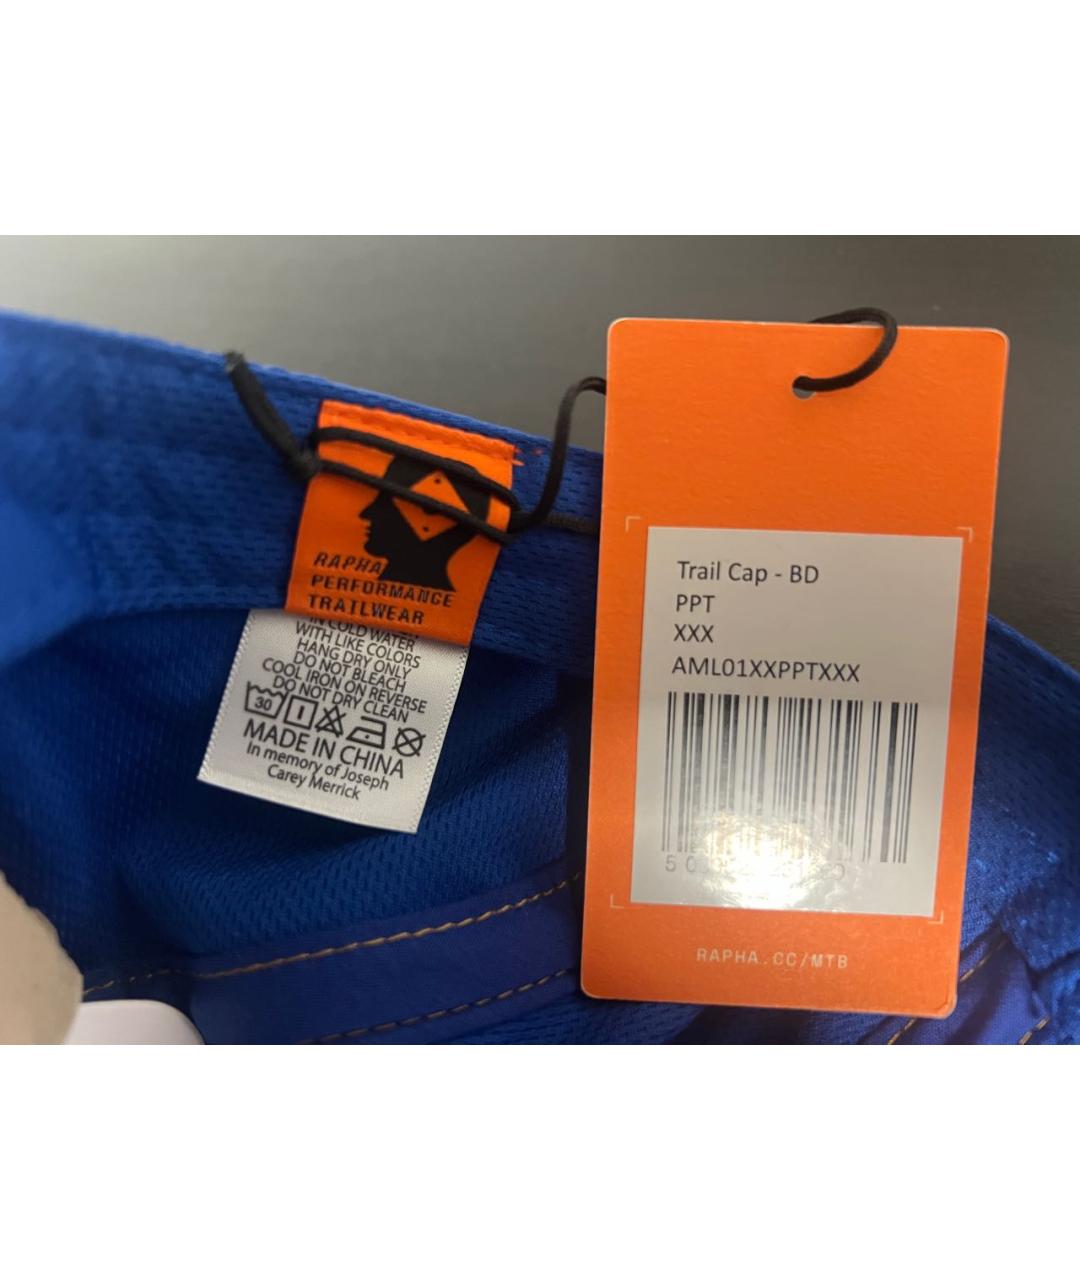 RAPHA
PERFORMANCE
TRAILWEAR
IN COLD WATER
WITH LIKE COLORS
HANG DRY ONLY
DO NOT BLEACH
COOL IRON ON REVERSE
DO NOT DRY CLEAN
30
MADE IN CHINA
In memory of Joseph
Carey Merrick
Trail Cap - BD
PPT
XXX
AML01XXPPTXXX
RAPHA.CC/MTB